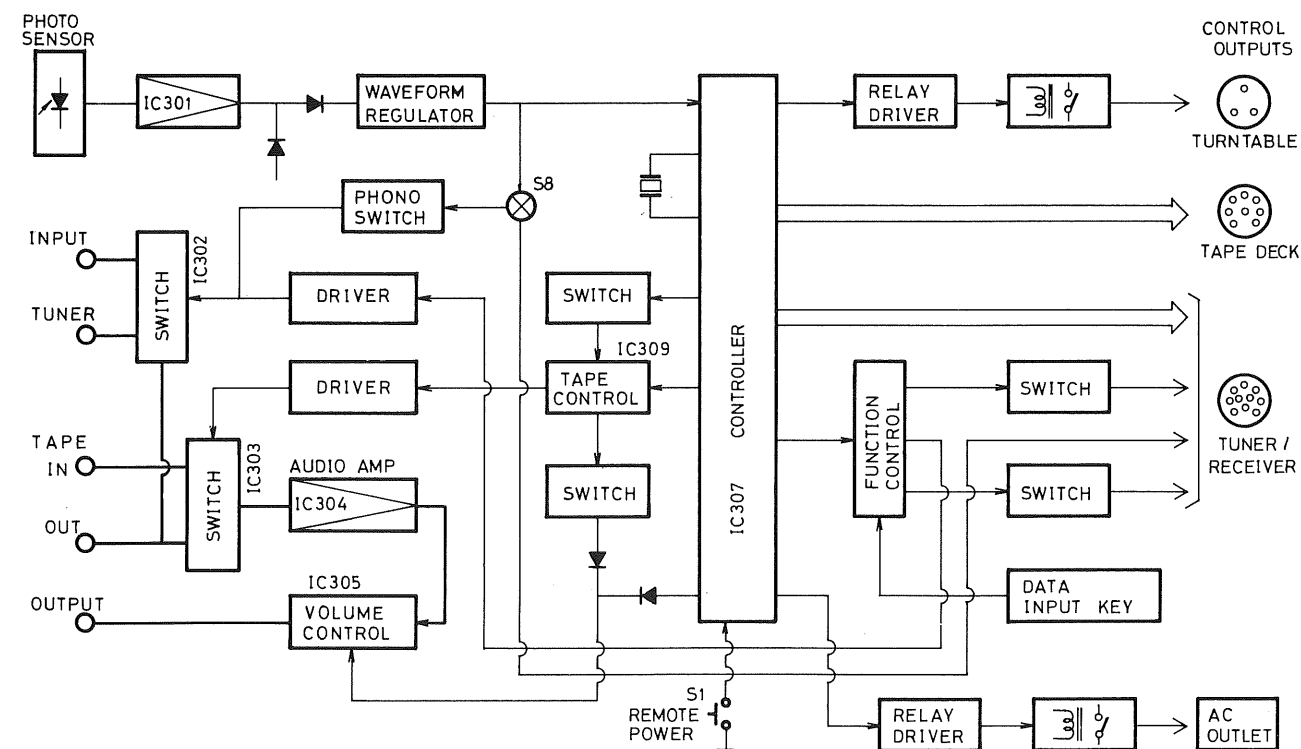 PHOTO
SENSOR
CONTROL
OUTPUTS
IC301
WAVEFORM
REGULATOR
RELAY
DRIVER
TURNTABLE
S8
PHONO
SWITCH
TAPE DECK
INPUT
IC302
SWITCH
TUNER
DRIVER
SWITCH
IC309
DRIVER
TAPE
CONTROL
CONTROLLER
IC307
FUNCTION
CONTROL
SWITCH
TUNER /
RECEIVER
TAPE
IN
SWITCH
IC303
AUDIO AMP
IC304
SWITCH
SWITCH
OUT
IC305
VOLUME
CONTROL
OUTPUT
DATA
INPUT KEY
S1
REMOTE
POWER
RELAY
DRIVER
AC
OUTLET